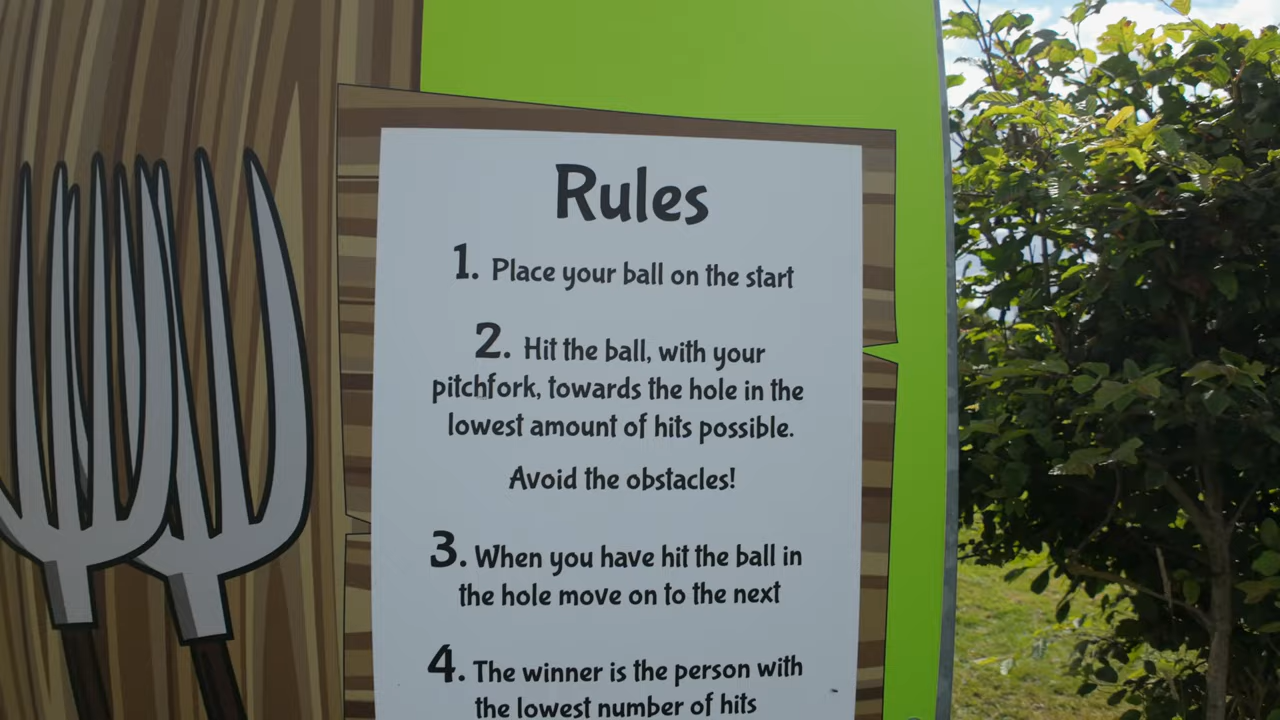 Rules
1. Place your ball on the start
2. Hit the ball, with your
pitchfork, towards the hole in the
lowest amount of hits possible.
Avoid the obstacles!
3. When you have hit the ball in
the hole move on to the next
4. The winner is the person with
the lowest number of hits